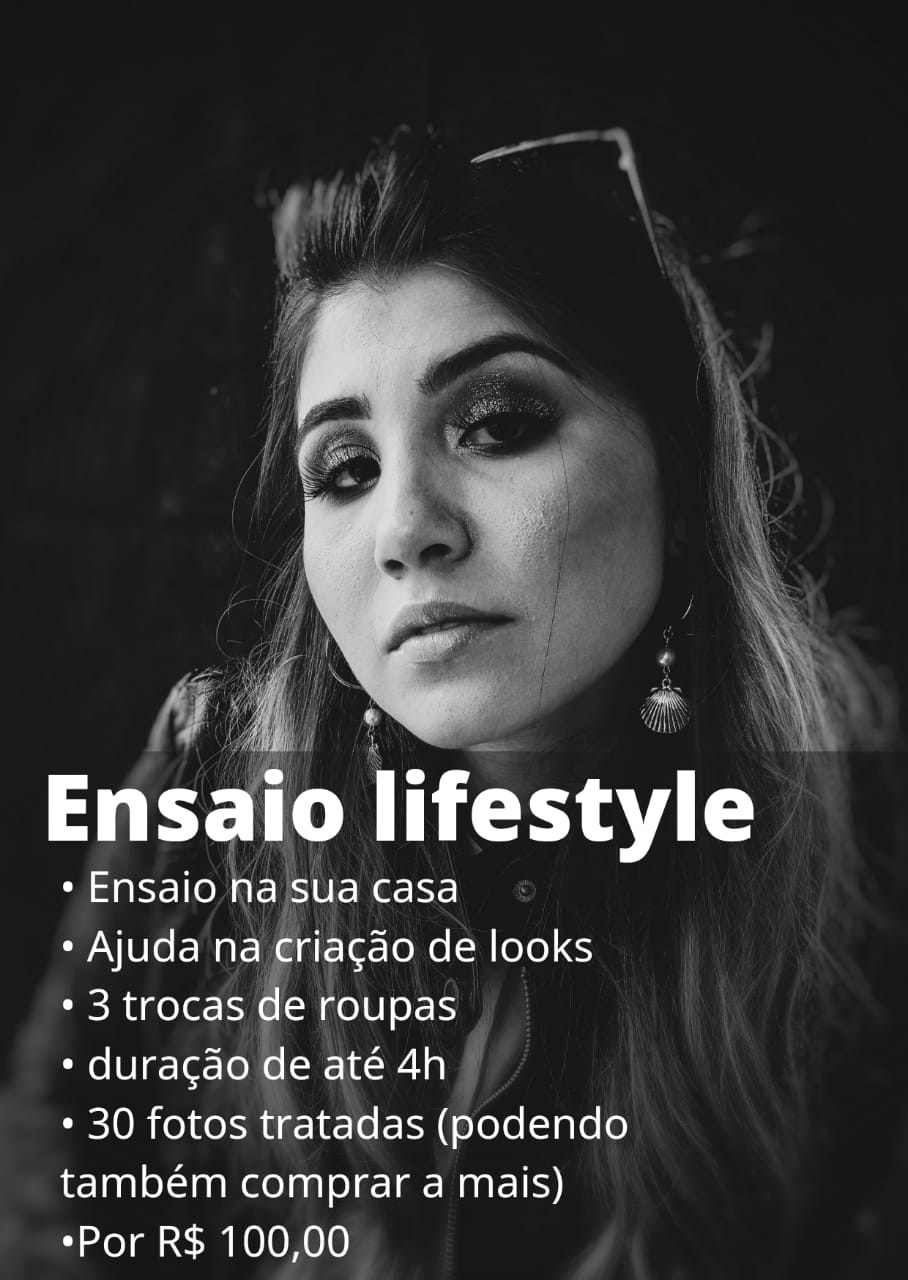 Ensaio lifestyle
• Ensaio na sua casa
• Ajuda na criação de looks
• 3 trocas de roupas
• duração de até 4h
• 30 fotos tratadas (podendo
também comprar a mais)
•Por R$ 100,00